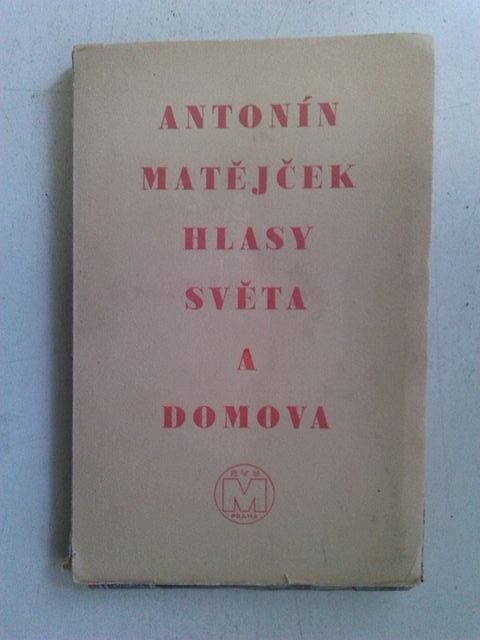 ANTONÍN
MATĚJČEK
HLASY
SVĚTA
A
DOMOVA
SVU
M
PRAHA